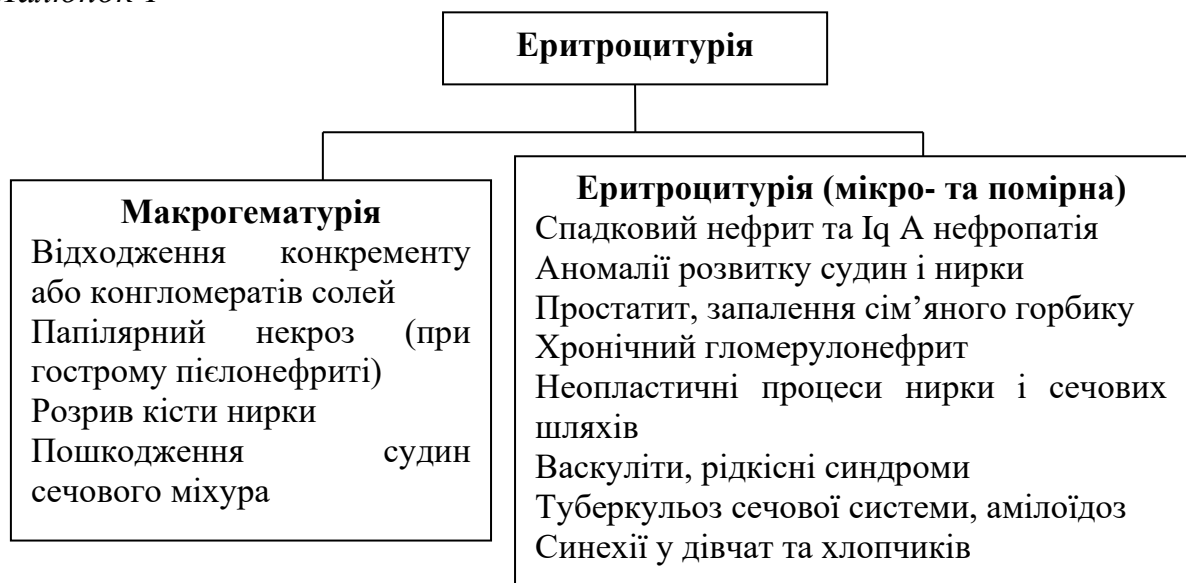 Еритроцитурія
Макрогематурія
Відходження конкременту
або конгломератів солей
Папілярний некроз (при
гострому пієлонефриті)
Розрив кісти нирки
Пошкодження судин
сечового міхура
Еритроцитурія (мікро- та помірна)
Спадковий нефрит та Iq A нефропатія
Аномалії розвитку судин і нирки
Простатит, запалення сім’яного горбику
Хронічний гломерулонефрит
Неопластичні процеси нирки і сечових
шляхів
Васкуліти, рідкісні синдроми
Туберкульоз сечової системи, амілоїдоз
Синехії у дівчат та хлопчиків